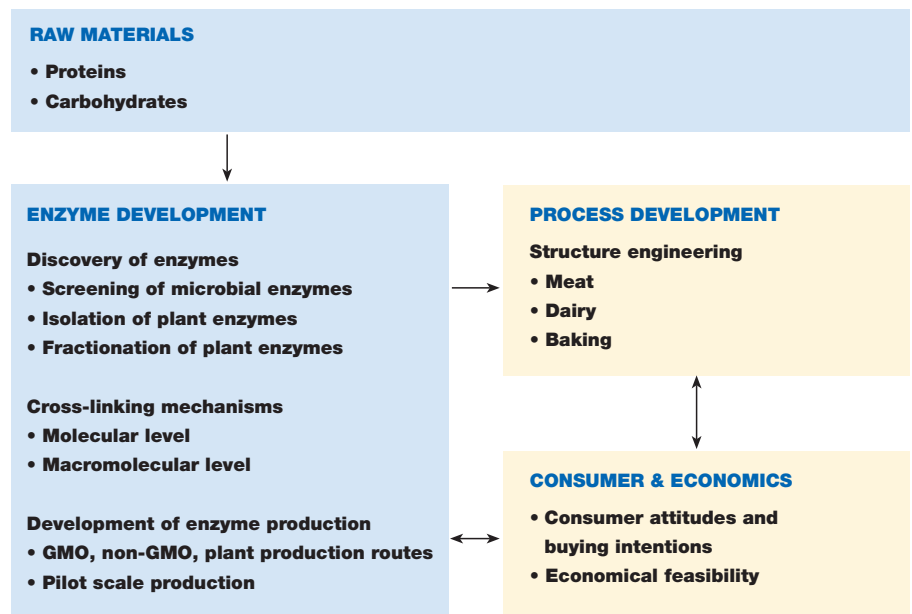 RAW MATERIALS
• Proteins
• Carbohydrates
ENZYME DEVELOPMENT
Discovery of enzymes
• Screening of microbial enzymes
• Isolation of plant enzymes
• Fractionation of plant enzymes
Cross-linking mechanisms
• Molecular level
• Macromolecular level
Development of enzyme production
• GMO, non-GMO, plant production routes
• Pilot scale production
PROCESS DEVELOPMENT
Structure engineering
• Meat
• Dairy
• Baking
CONSUMER & ECONOMICS
• Consumer attitudes and
buying intentions
• Economical feasibility